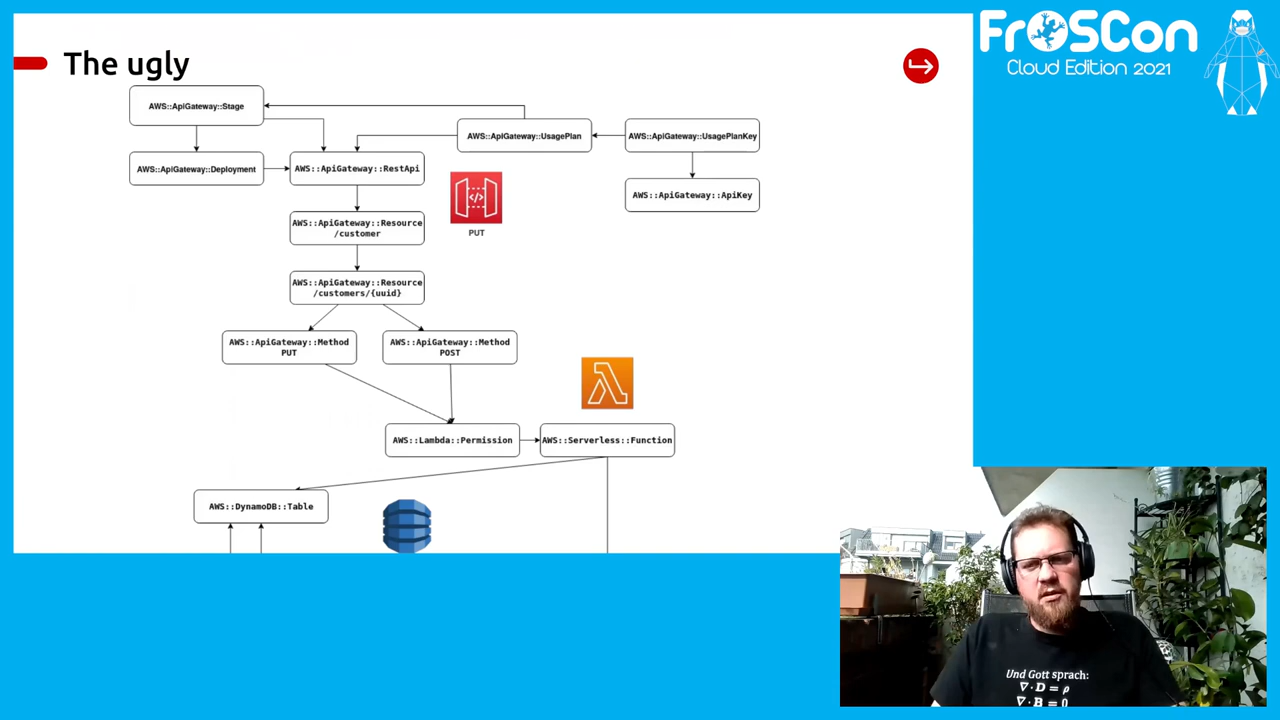 The ugly
FrOSCon
Cloud Edition 2021
AWS::ApiGateway::Stage
AWS::ApiGateway::UsagePlan
AWS::ApiGateway::UsagePlanKey
AWS::ApiGateway::Deployment
AWS::ApiGateway::RestApi
AWS::ApiGateway::ApiKey
</>
PUT
AWS::ApiGateway::Resource
/customer
AWS::ApiGateway::Resource
/customers/{uuid}
AWS::ApiGateway::Method
PUT
AWS::ApiGateway::Method
POST
AWS::Lambda::Permission
AWS::Serverless::Function
AWS::DynamoDB::Table
Und Gott sprach:
∇·D = ρ
∇·B = 0